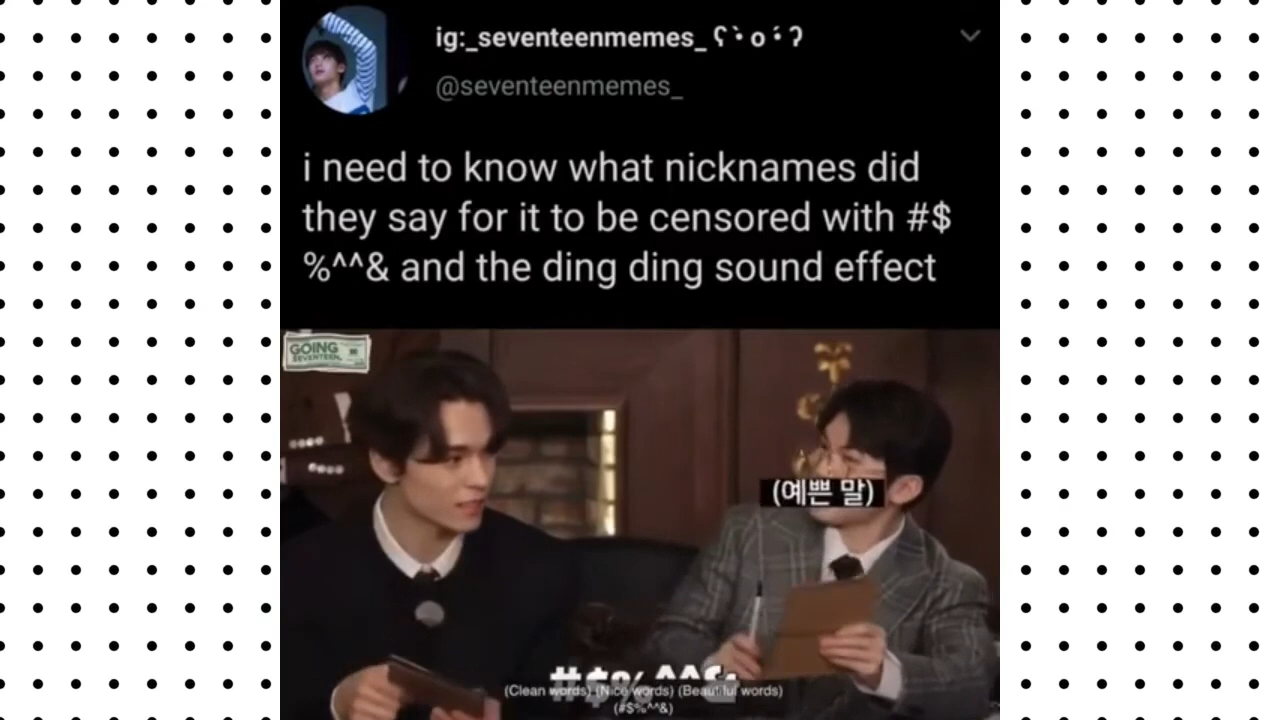 ig:_seventeenmemes_ ʕ •̀ o •́ ʔ
@seventeenmemes_
i need to know what nicknames did
they say for it to be censored with #$
%^^& and the ding ding sound effect
GOING
SEVENTEEN
(예쁜 말)
#$%^^&
(Clean words) (Nice words) (Beautiful words)
(#$%^^&)